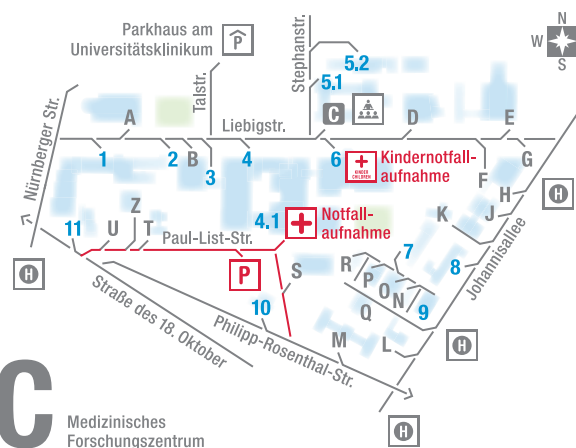 N
W
S
Parkhaus am
Universitätsklinikum
P
Talstr.
Stephanstr.
5.2
5.1
C
Nürnberger Str.
A
Liebigstr.
D
E
1
2
B
3
4
6
KINDER
CHILDREN
Kindernotfall-
aufnahme
F
G
H
H
Z
11
U
T
4.1
Notfall-
aufnahme
K
J
Paul-List-Str.
7
8
Johannisallee
H
P
S
R
P
O
N
9
Q
Straße des 18. Oktober
10
Philipp-Rosenthal-Str.
M
L
H
H
C
Medizinisches
Forschungszentrum